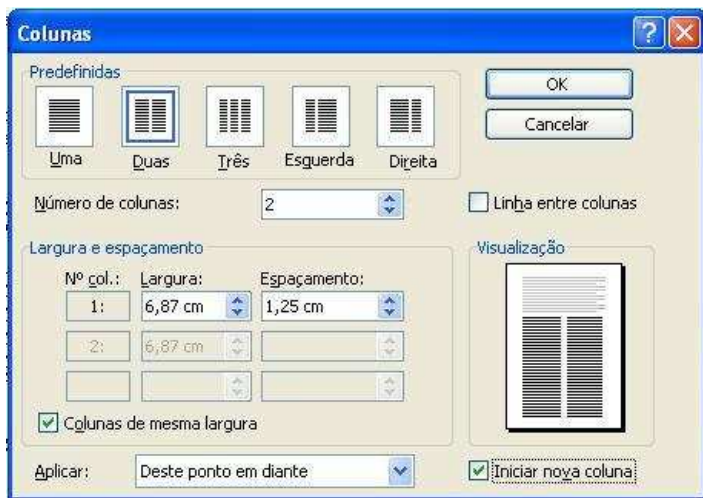 Colunas
Predefinidas
OK
Cancelar
Uma
Duas
Três
Esquerda
Direita
Número de colunas:
2
Linha entre colunas
Largura e espaçamento
Visualização
Nº col.:
Largura:
Espaçamento:
1:
6,87 cm
1,25 cm
2:
6,87 cm
Colunas de mesma largura
Aplicar:
Deste ponto em diante
Iniciar nova coluna